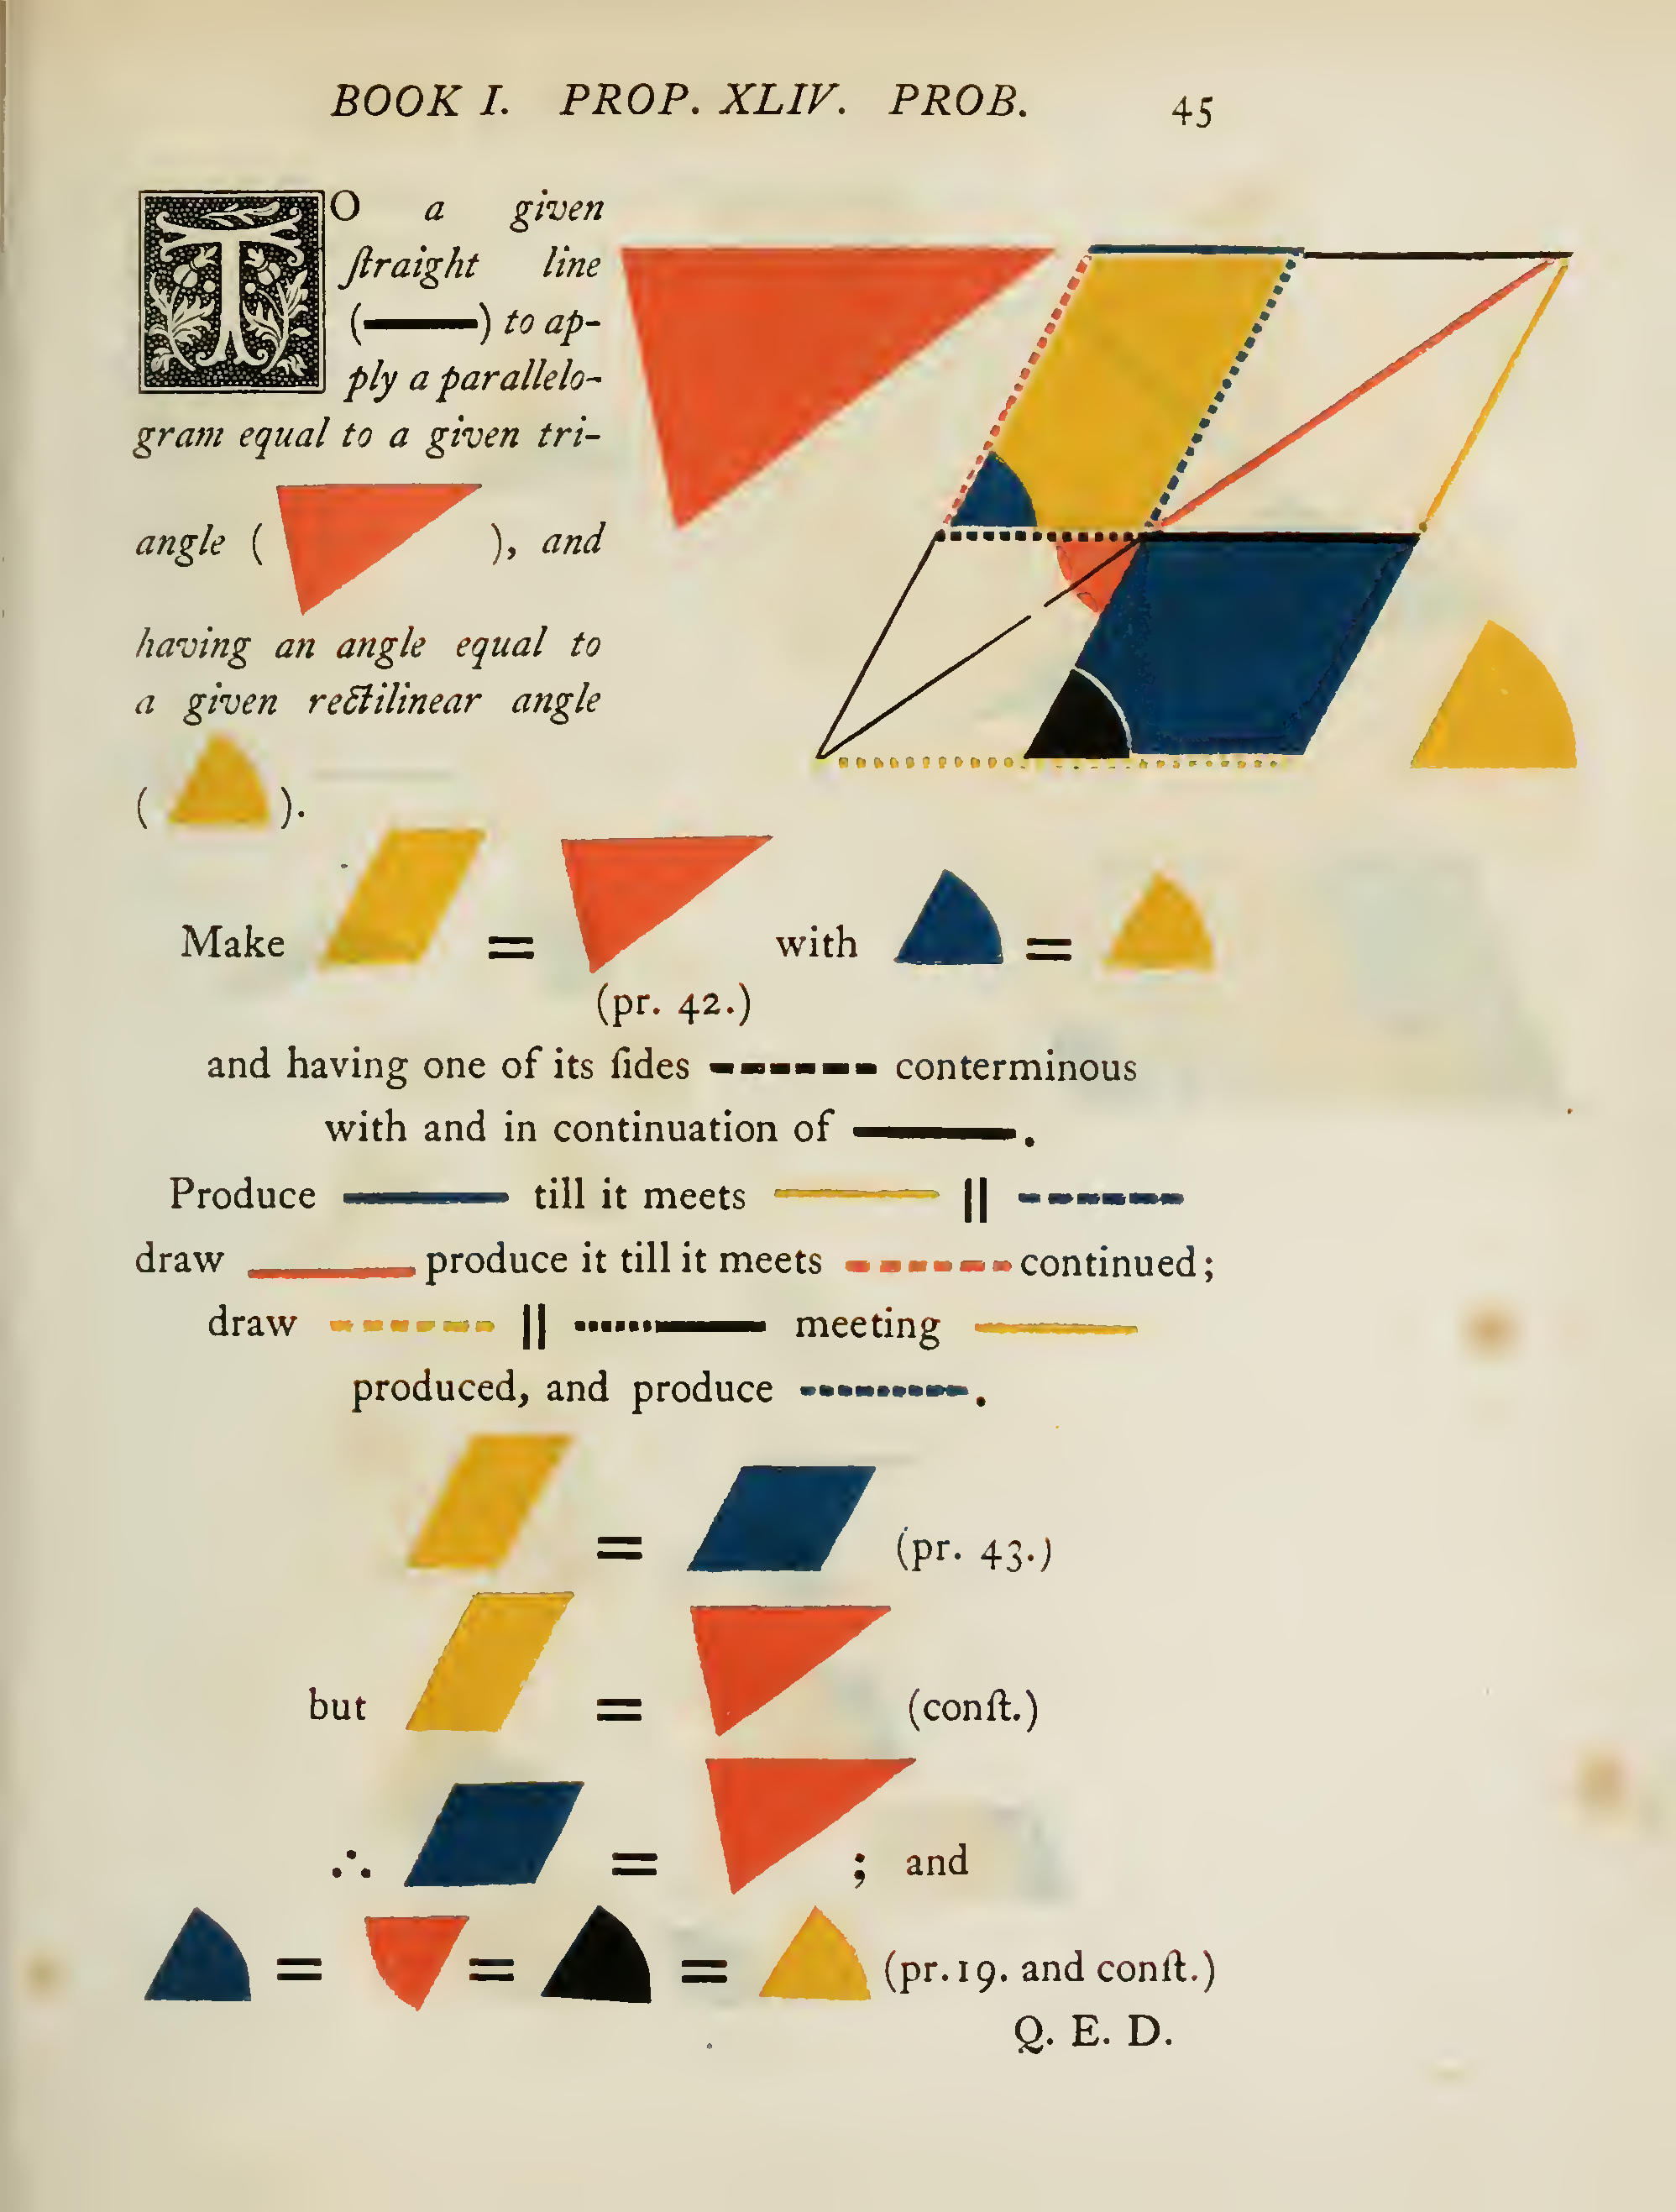 BOOK I. PROP. XLIV. PROB. 45
TO a given
ſtraight line
( ) to ap-
ply a parallelo-
gram equal to a given tri-
angle ( ), and
having an angle equal to
a given rectilinear angle
( ).
Make = with =
(pr. 42.)
and having one of its ſides conterminous
with and in continuation of .
Produce till it meets ||
draw produce it till it meets continued;
draw || meeting
produced, and produce .
= (pr. 43.)
but = (conſt.)
∴ = ; and
= = = (pr. 19. and conſt.)
Q. E. D.